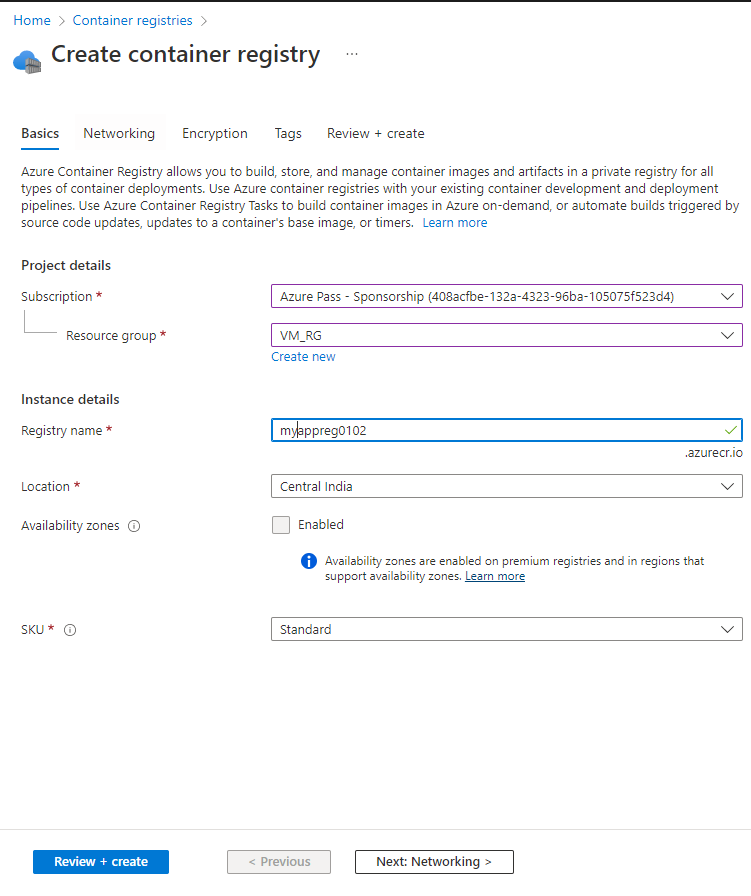 Home > Container registries >
Create container registry ...
Basics Networking Encryption Tags Review + create
Azure Container Registry allows you to build, store, and manage container images and artifacts in a private registry for all
types of container deployments. Use Azure container registries with your existing container development and deployment
pipelines. Use Azure Container Registry Tasks to build container images in Azure on-demand, or automate builds triggered by
source code updates, updates to a container's base image, or timers. Learn more
Project details
Subscription * Azure Pass - Sponsorship (408acfbe-132a-4323-96ba-105075f523d4)
Resource group * VM_RG
Create new
Instance details
Registry name * myappreg0102
.azurecr.io
Location * Central India
Availability zones Enabled
Availability zones are enabled on premium registries and in regions that
support availability zones. Learn more
SKU * Standard
Review + create < Previous Next: Networking >